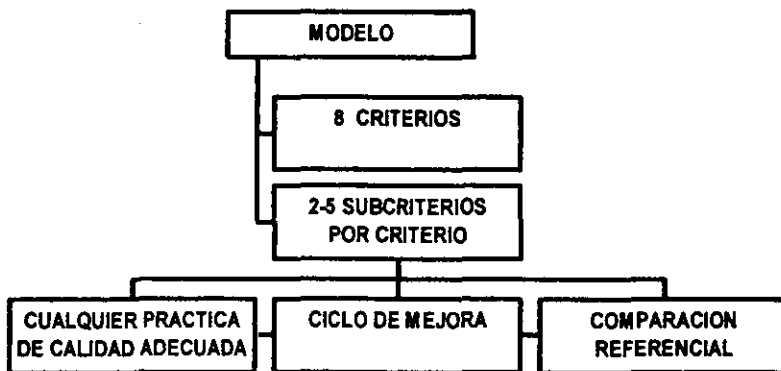 MODELO
8 CRITERIOS
2-5 SUBCRITERIOS
POR CRITERIO
CUALQUIER PRACTICA
DE CALIDAD ADECUADA
CICLO DE MEJORA
COMPARACION
REFERENCIAL